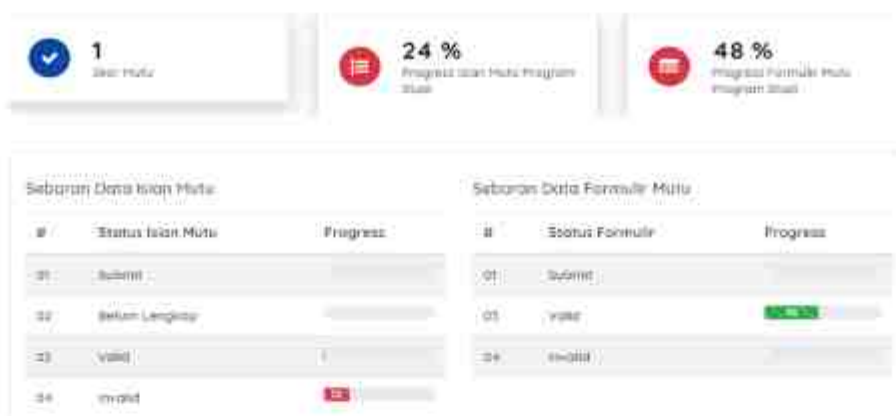 1
Skor Mutu
24 %
Progress Isian Mutu Program
Studi
48 %
Progress Formulir Mutu
Program Studi
Sebaran Data Isian Mutu
# Status Isian Mutu Progress
01 Submit
02 Belum Lengkap
03 Valid
04 Invalid
Sebaran Data Formulir Mutu
# Status Formulir Progress
01 Submit
03 Valid
04 Invalid